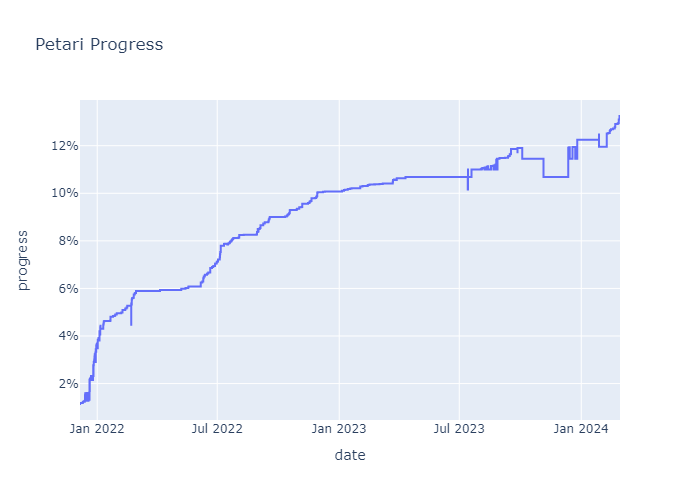 Petari Progress
12%
10%
8%
6%
4%
2%
progress
Jan 2022
Jul 2022
Jan 2023
Jul 2023
Jan 2024
date